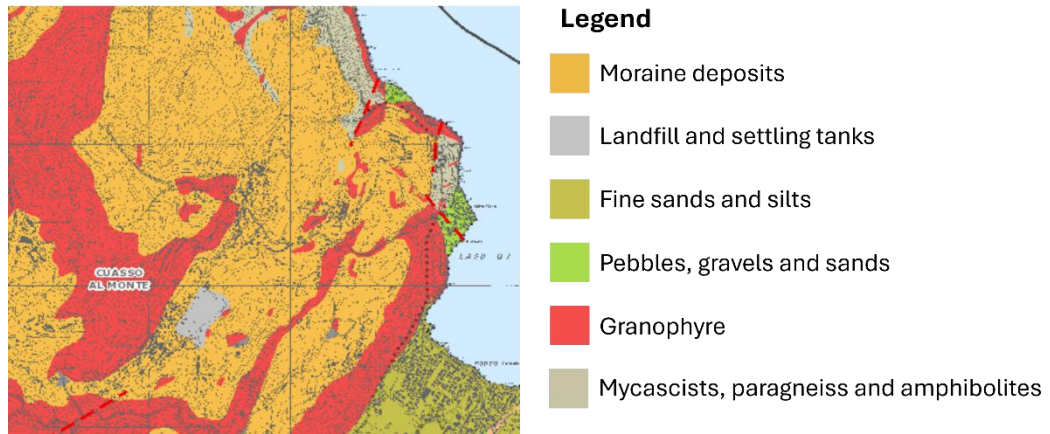 Legend
Moraine deposits
Landfill and settling tanks
Fine sands and silts
Pebbles, gravels and sands
Granophyre
Mycascists, paragneiss and amphibolites
CUASSO
AL MONTE